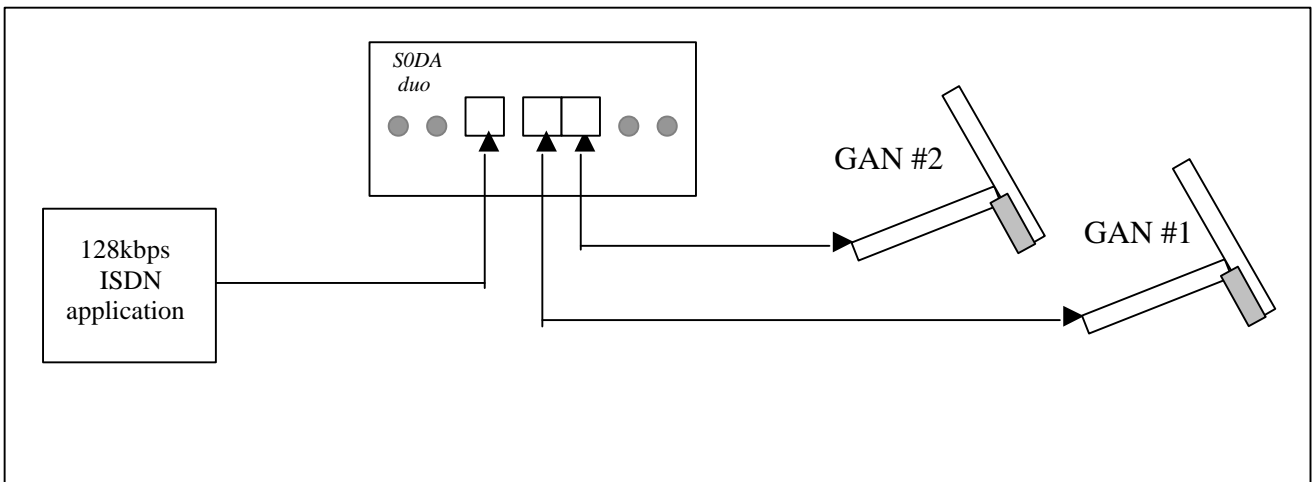 S0DA
duo
GAN #2
GAN #1
128kbps
ISDN
application